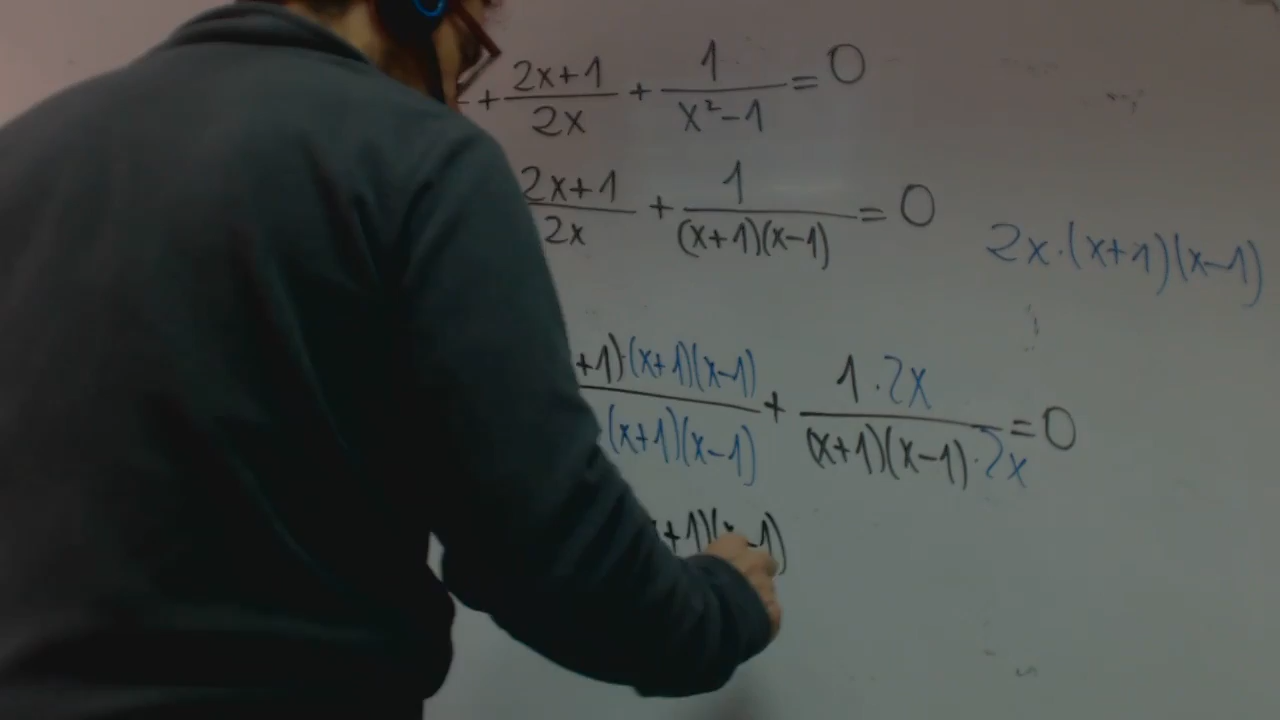 + (2x+1)/(2x) + 1/(x²-1) = 0
(2x+1)/(2x) + 1/((x+1)(x-1)) = 0
2x·(x+1)(x-1)
+1)·(x+1)(x-1)/(x+1)(x-1) + (1·2x)/((x+1)(x-1)·2x) = 0
+1)(x-1)